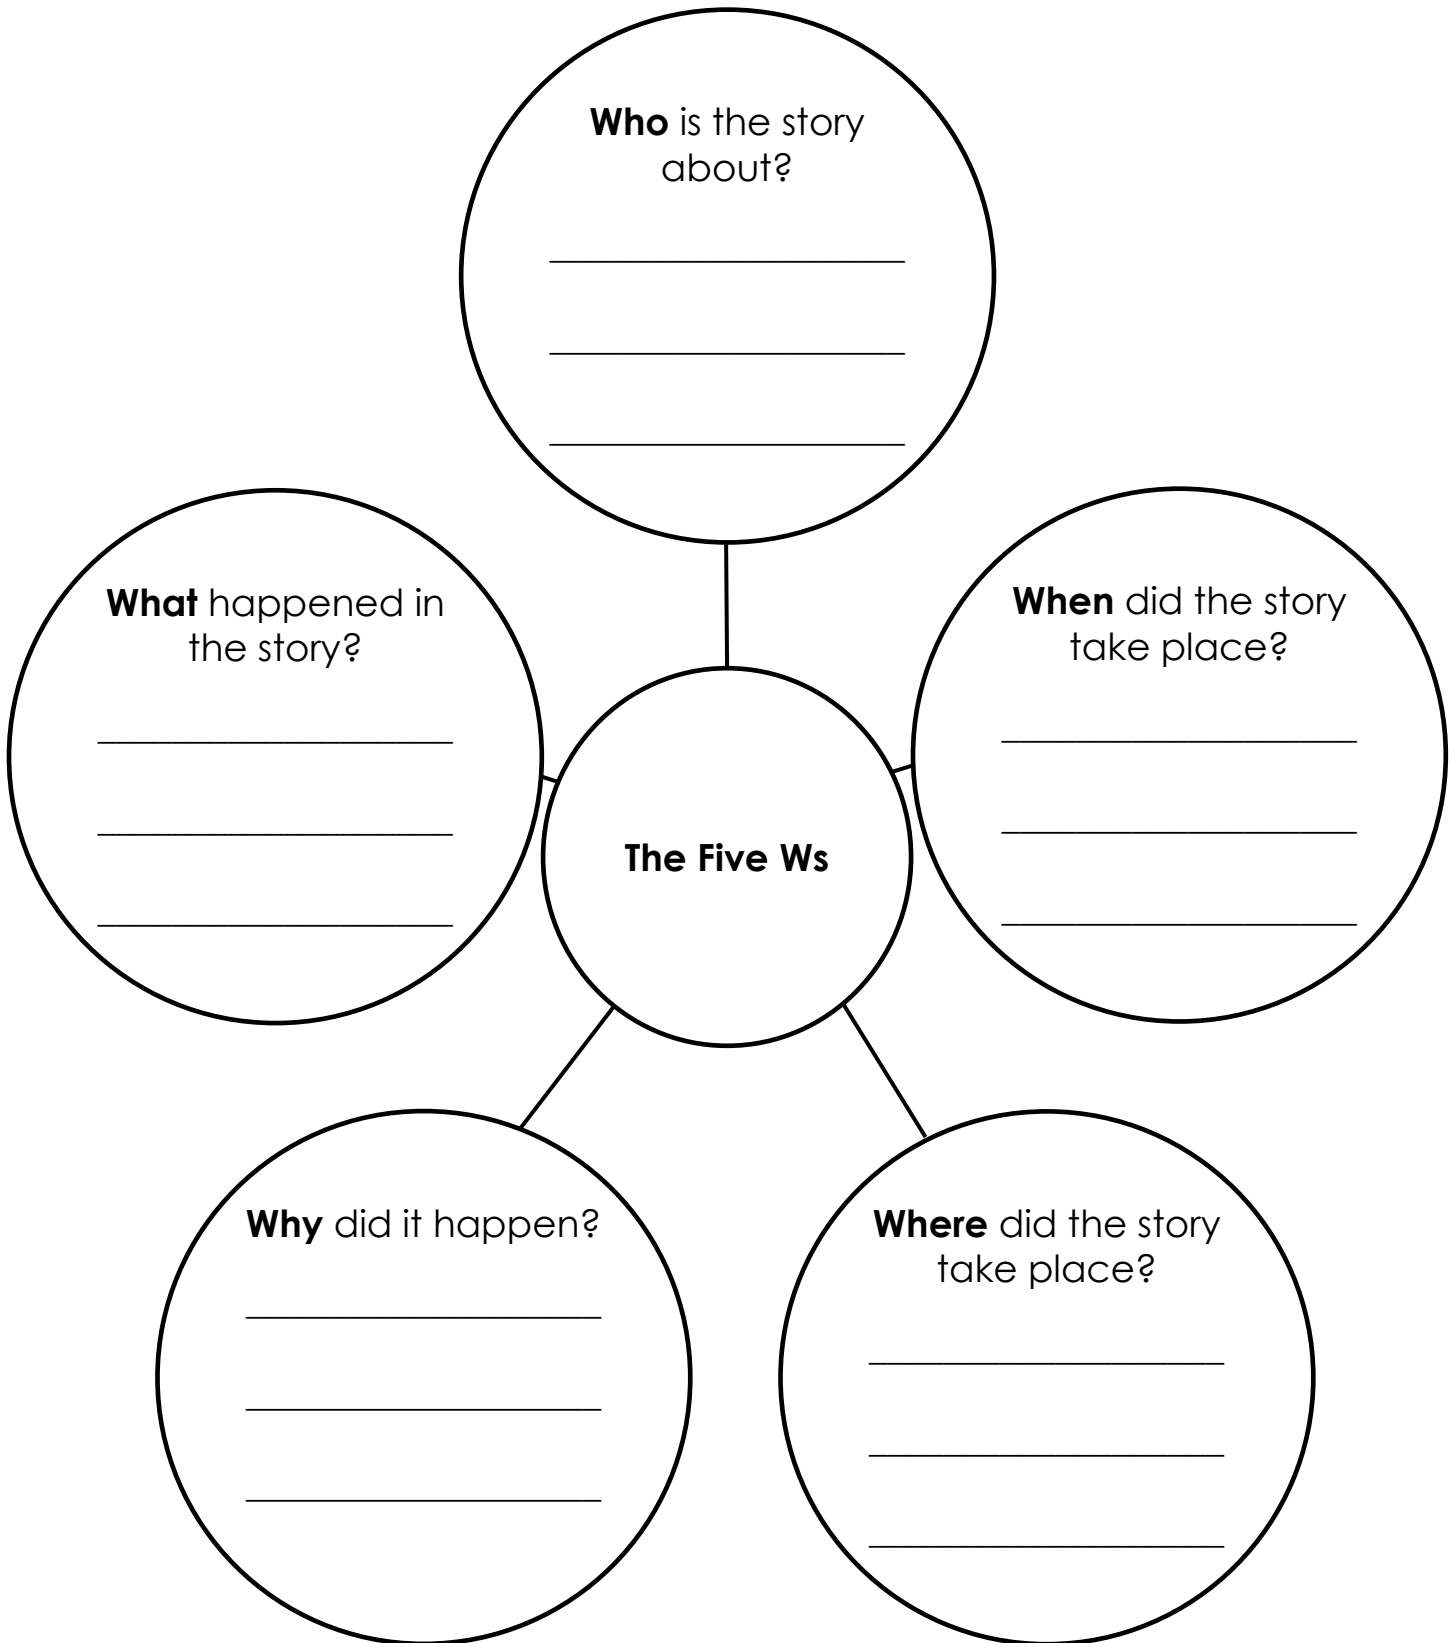 Who is the story
about?
What happened in
the story?
When did the story
take place?
The Five Ws
Why did it happen?
Where did the story
take place?